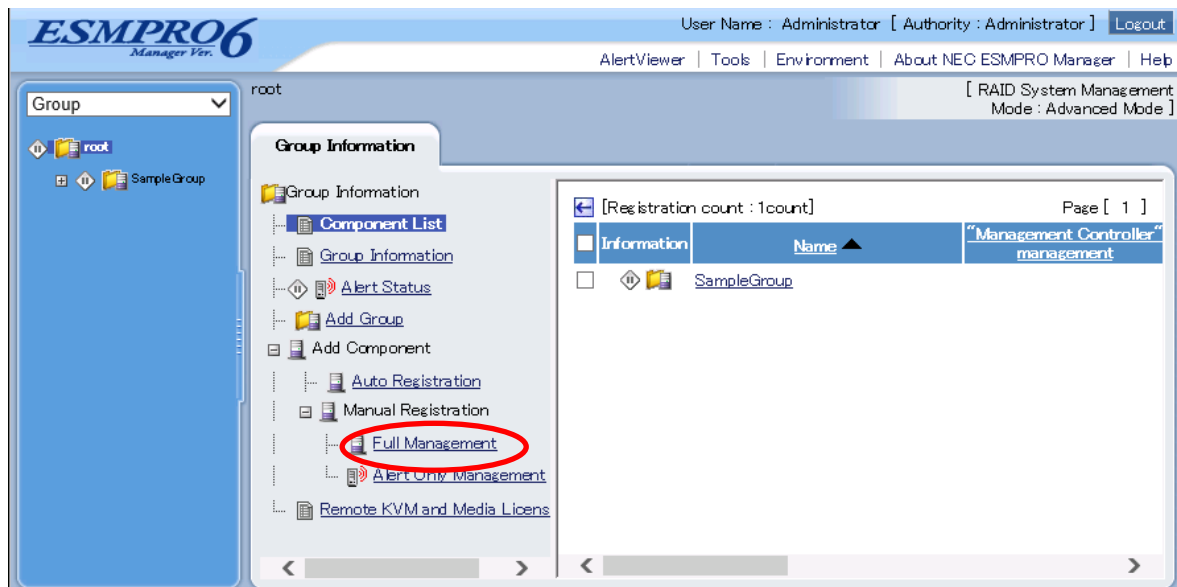 ESMPRO6
Manager Ver.
User Name : Administrator [ Authority : Administrator ] Logout
AlertViewer | Tools | Environment | About NEC ESMPRO Manager | Help
Group
root
[ RAID System Management
Mode : Advanced Mode ]
root
SampleGroup
Group Information
Group Information
Component List
Group Information
Alert Status
Add Group
Add Component
Auto Registration
Manual Registration
Full Management
Alert Only Management
Remote KVM and Media Licens
[Registration count : 1count]
Page [ 1 ]
Information
Name
"Management Controller"
management
SampleGroup